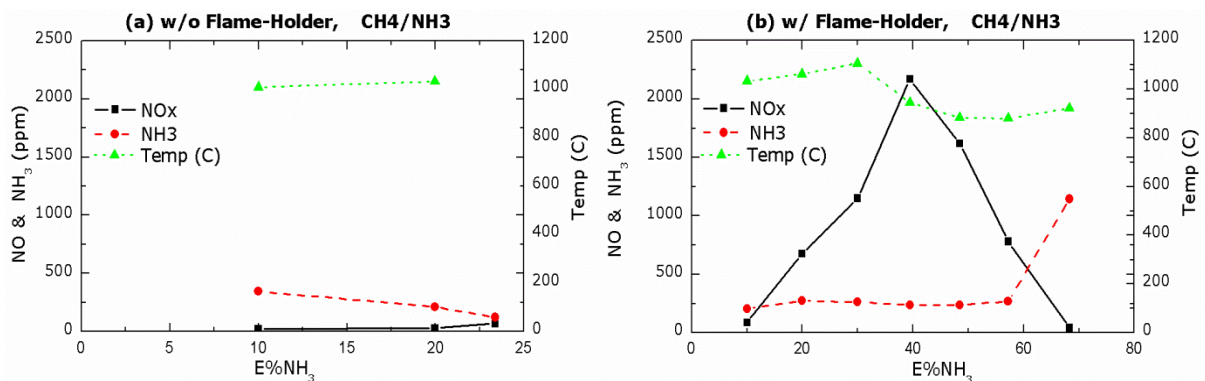 (a) w/o Flame-Holder, CH4/NH3
2500
2000
1500
1000
500
0
NO & NH3 (ppm)
NOx
NH3
Temp (C)
1200
1000
800
600
400
200
0
Temp (C)
0 5 10 15 20 25
E%NH3
(b) w/ Flame-Holder, CH4/NH3
2500
2000
1500
1000
500
0
NO & NH3 (ppm)
NOx
NH3
Temp (C)
1200
1000
800
600
400
200
0
Temp (C)
0 20 40 60 80
E%NH3